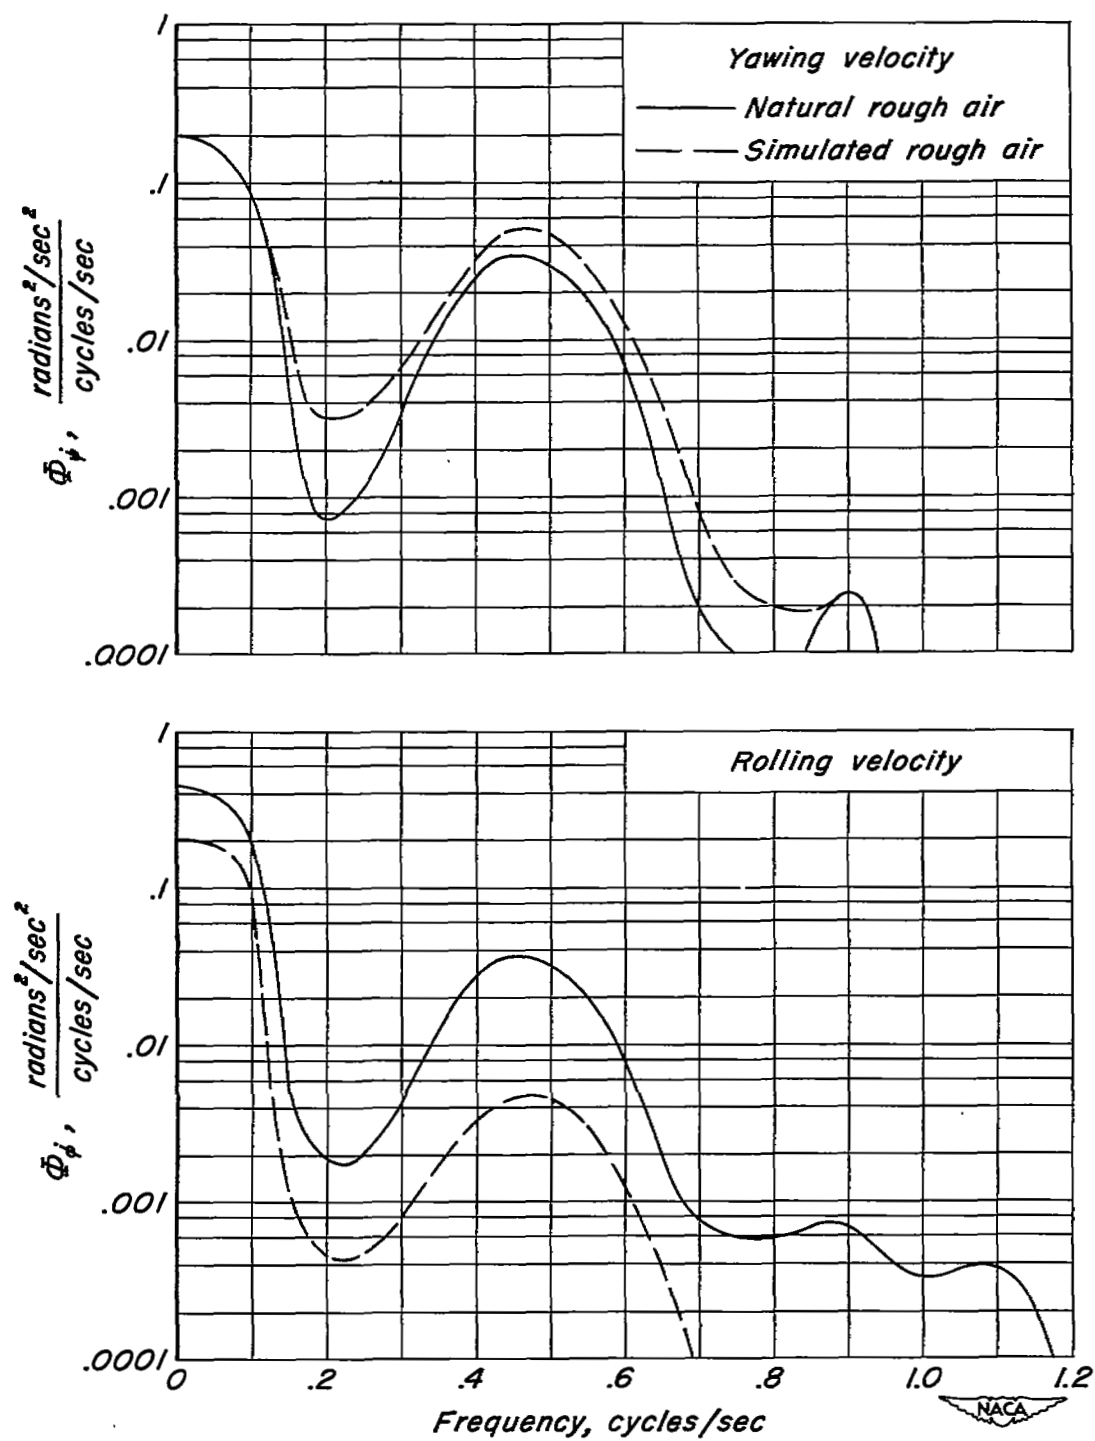 Yawing velocity
Natural rough air
Simulated rough air
1
.1
.01
.001
.0001
Φψ̇, radians²/sec²
cycles/sec
Rolling velocity
1
.1
.01
.001
.0001
Φφ̇, radians²/sec²
cycles/sec
0 .2 .4 .6 .8 1.0 1.2
Frequency, cycles/sec
NACA